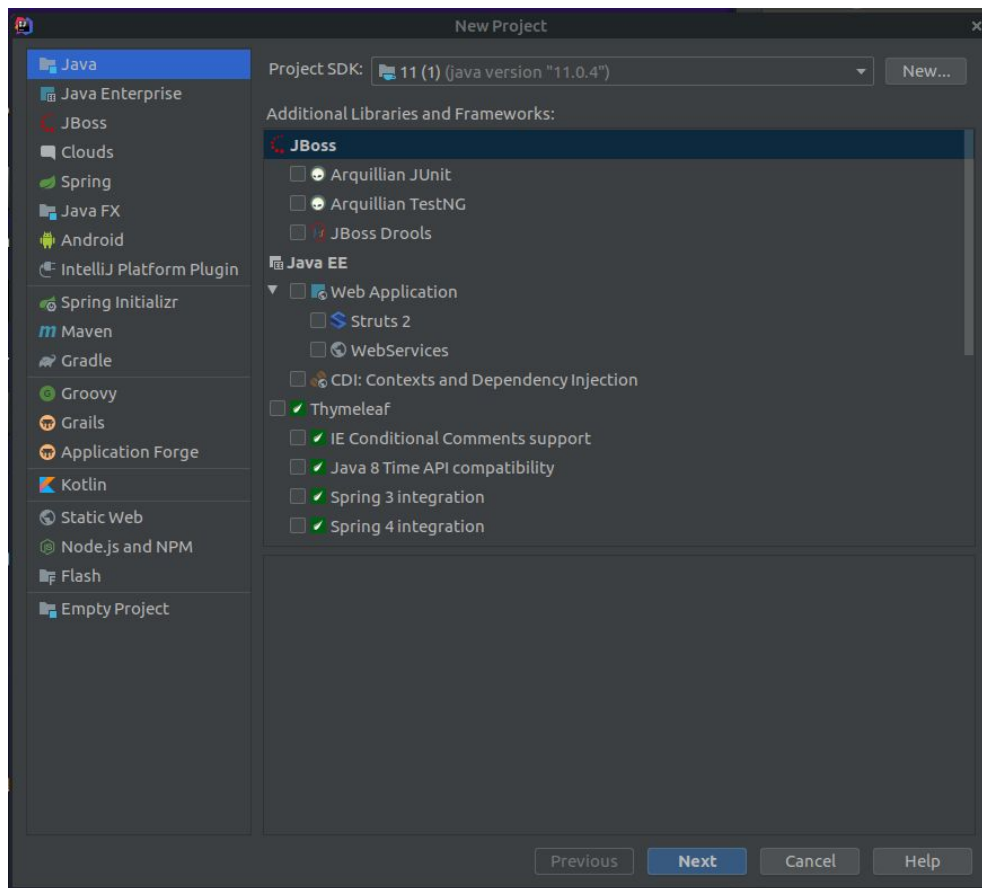 New Project
Java
Java Enterprise
JBoss
Clouds
Spring
Java FX
Android
IntelliJ Platform Plugin
Spring Initializr
Maven
Gradle
Groovy
Grails
Application Forge
Kotlin
Static Web
Node.js and NPM
Flash
Empty Project
Project SDK: 11 (1) (java version "11.0.4") New...
Additional Libraries and Frameworks:
JBoss
Arquillian JUnit
Arquillian TestNG
JBoss Drools
Java EE
Web Application
Struts 2
WebServices
CDI: Contexts and Dependency Injection
Thymeleaf
IE Conditional Comments support
Java 8 Time API compatibility
Spring 3 integration
Spring 4 integration
Previous Next Cancel Help